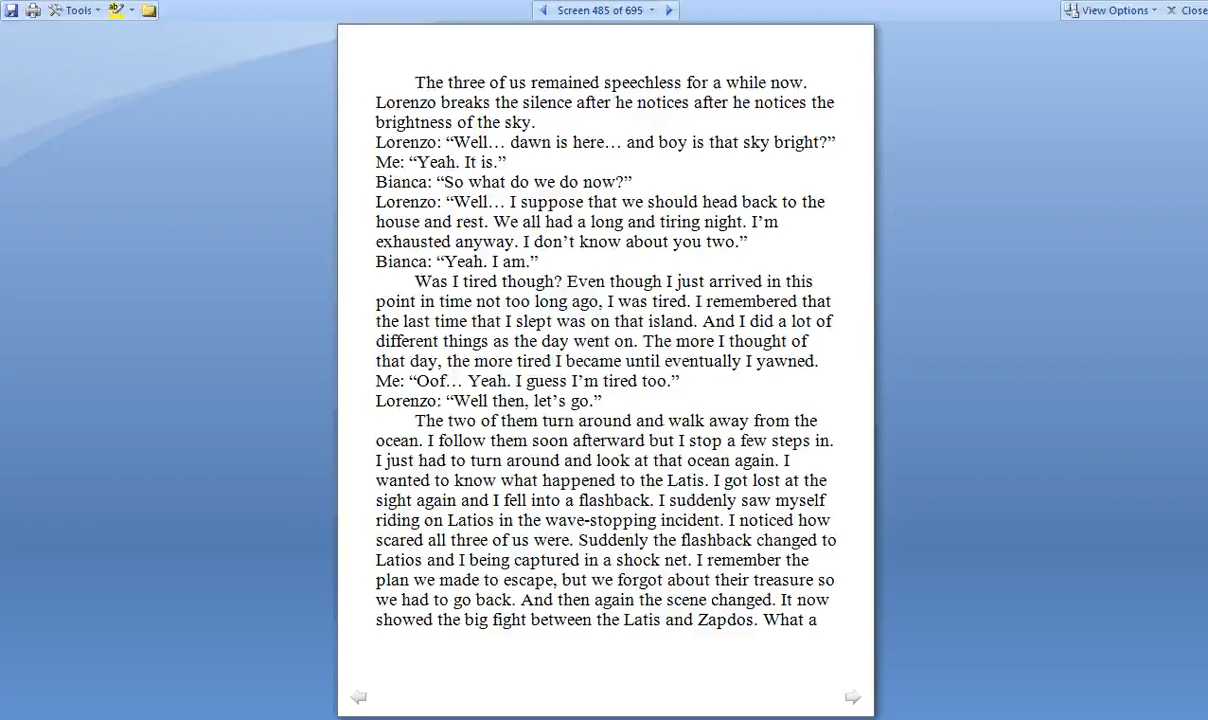 Tools
Screen 485 of 695
View Options
Close
The three of us remained speechless for a while now.
Lorenzo breaks the silence after he notices after he notices the
brightness of the sky.
Lorenzo: “Well… dawn is here… and boy is that sky bright?”
Me: “Yeah. It is.”
Bianca: “So what do we do now?”
Lorenzo: “Well… I suppose that we should head back to the
house and rest. We all had a long and tiring night. I’m
exhausted anyway. I don’t know about you two.”
Bianca: “Yeah. I am.”
Was I tired though? Even though I just arrived in this
point in time not too long ago, I was tired. I remembered that
the last time that I slept was on that island. And I did a lot of
different things as the day went on. The more I thought of
that day, the more tired I became until eventually I yawned.
Me: “Oof… Yeah. I guess I’m tired too.”
Lorenzo: “Well then, let’s go.”
The two of them turn around and walk away from the
ocean. I follow them soon afterward but I stop a few steps in.
I just had to turn around and look at that ocean again. I
wanted to know what happened to the Latis. I got lost at the
sight again and I fell into a flashback. I suddenly saw myself
riding on Latios in the wave-stopping incident. I noticed how
scared all three of us were. Suddenly the flashback changed to
Latios and I being captured in a shock net. I remember the
plan we made to escape, but we forgot about their treasure so
we had to go back. And then again the scene changed. It now
showed the big fight between the Latis and Zapdos. What a